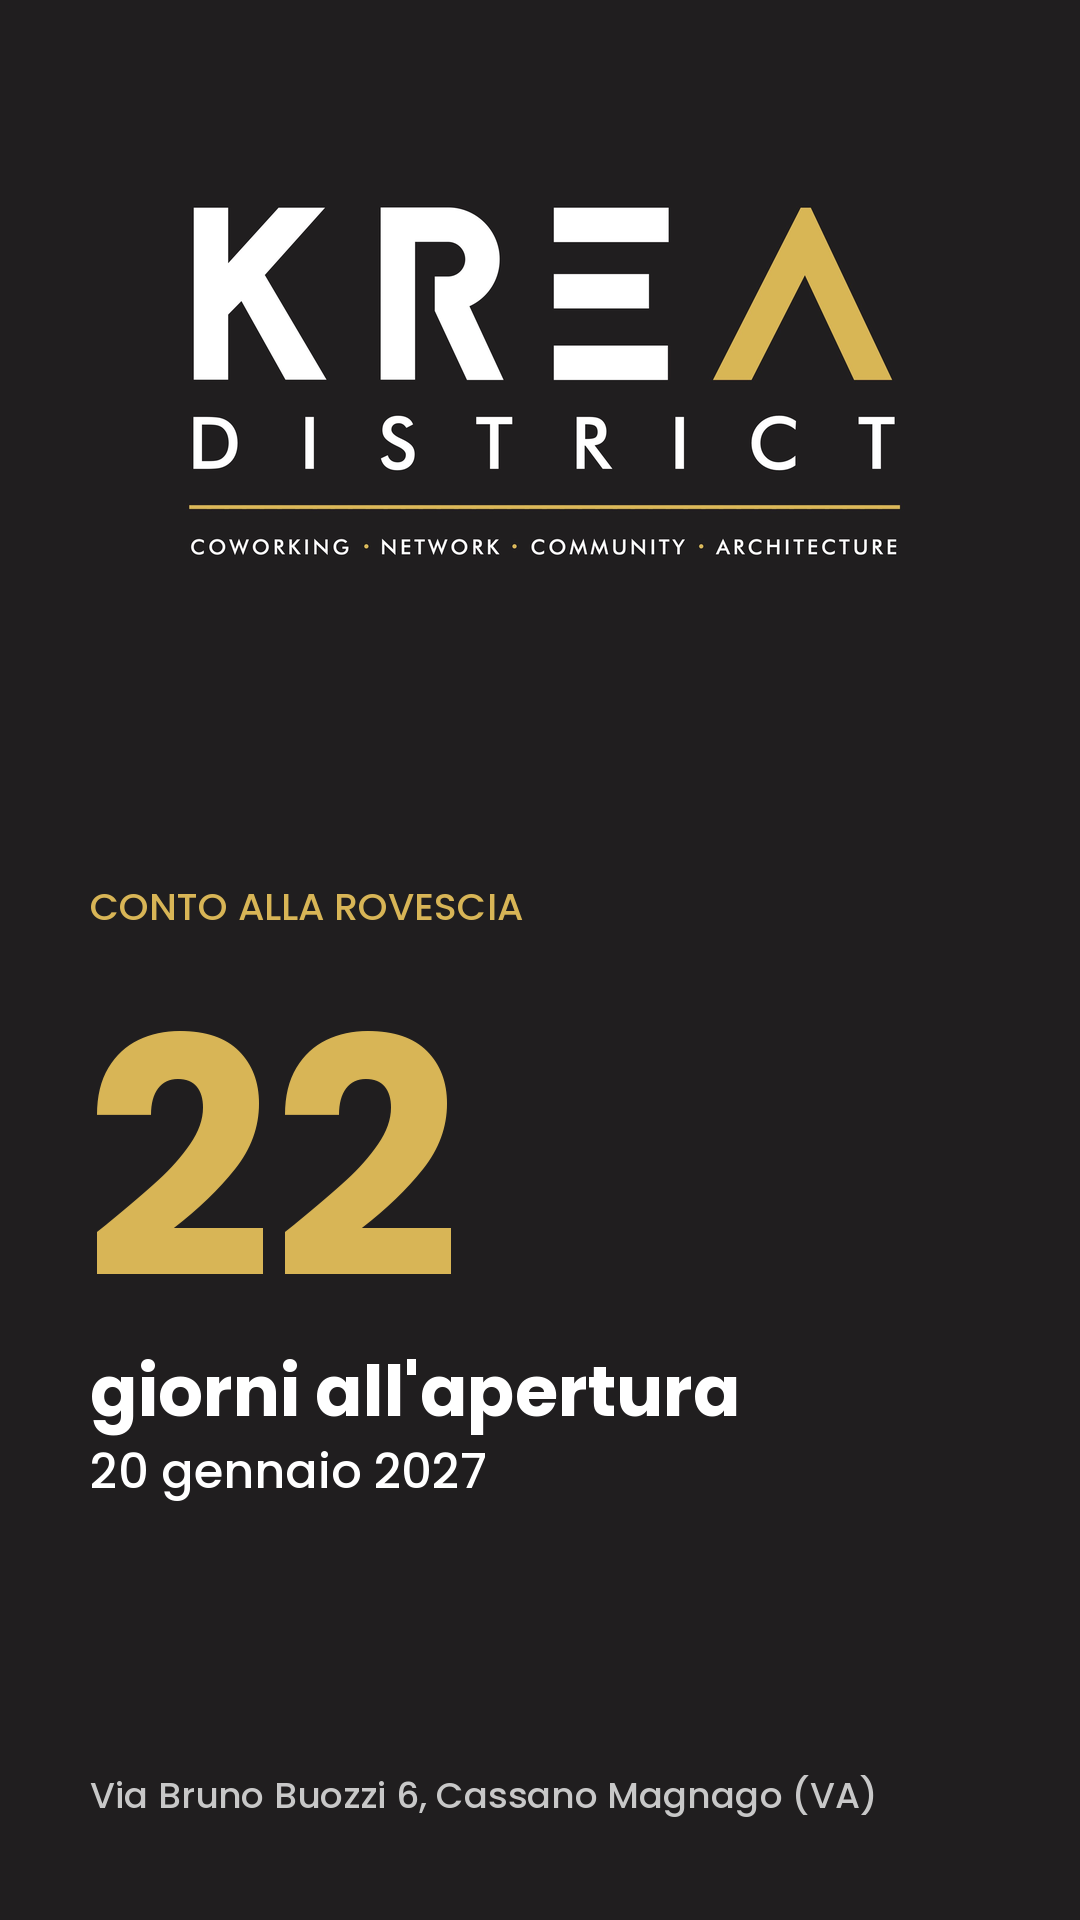 KREA
DISTRICT
COWORKING · NETWORK · COMMUNITY · ARCHITECTURE
CONTO ALLA ROVESCIA
22
giorni all'apertura
20 gennaio 2027
Via Bruno Buozzi 6, Cassano Magnago (VA)